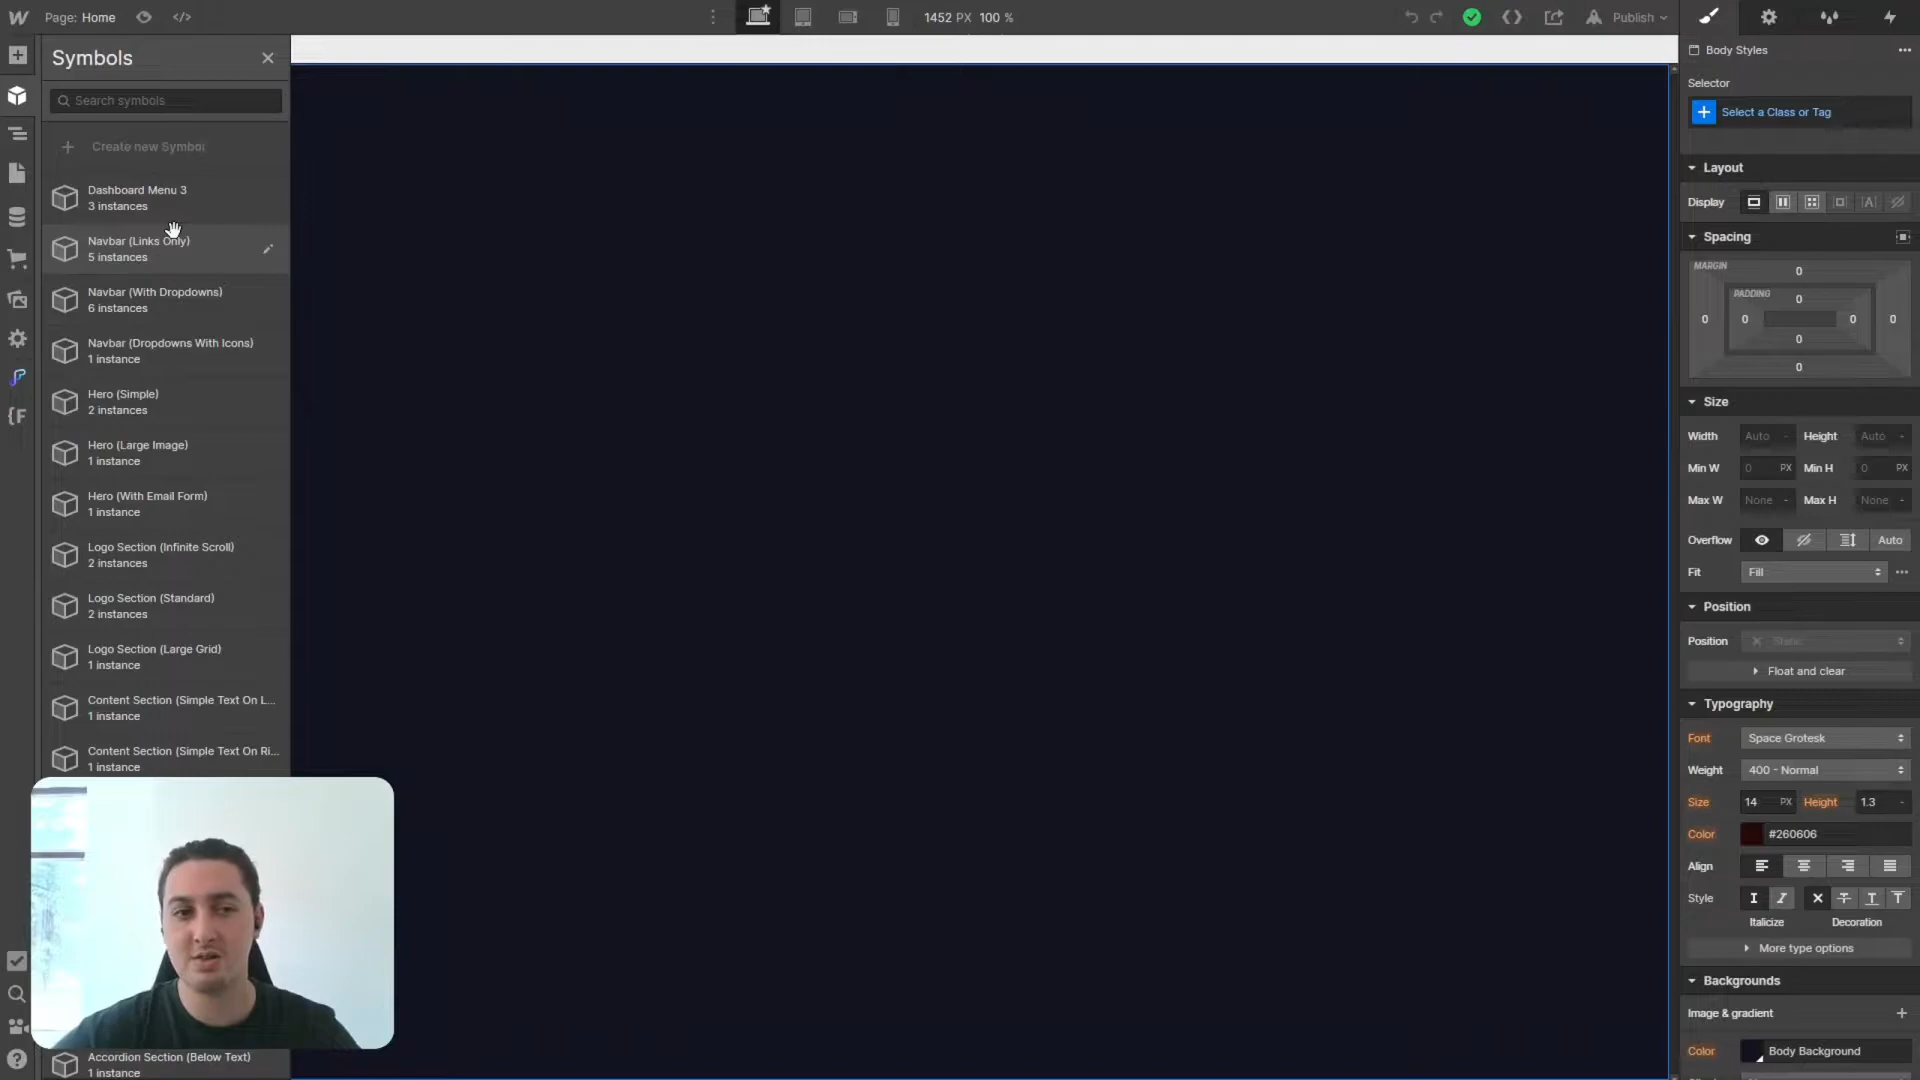 Page: Home
1452 PX 100 %
Publish
Symbols
Search symbols
Create new Symbol
Dashboard Menu 3
3 instances
Navbar (Links Only)
5 instances
Navbar (With Dropdowns)
6 instances
Navbar (Dropdowns With Icons)
1 instance
Hero (Simple)
2 instances
Hero (Large Image)
1 instance
Hero (With Email Form)
1 instance
Logo Section (Infinite Scroll)
2 instances
Logo Section (Standard)
2 instances
Logo Section (Large Grid)
1 instance
Content Section (Simple Text On L...
1 instance
Content Section (Simple Text On Ri...
1 instance
Accordion Section (Below Text)
1 instance
Body Styles
Selector
Select a Class or Tag
Layout
Display
Spacing
MARGIN
0
PADDING
0
0 0 0 0
0
0
Size
Width Auto - Height Auto -
Min W 0 PX Min H 0 PX
Max W None - Max H None -
Overflow Auto
Fit Fill
Position
Position Static
Float and clear
Typography
Font Space Grotesk
Weight 400 - Normal
Size 14 PX Height 1.3 -
Color #260606
Align
Style
Italicize Decoration
More type options
Backgrounds
Image & gradient
Color Body Background